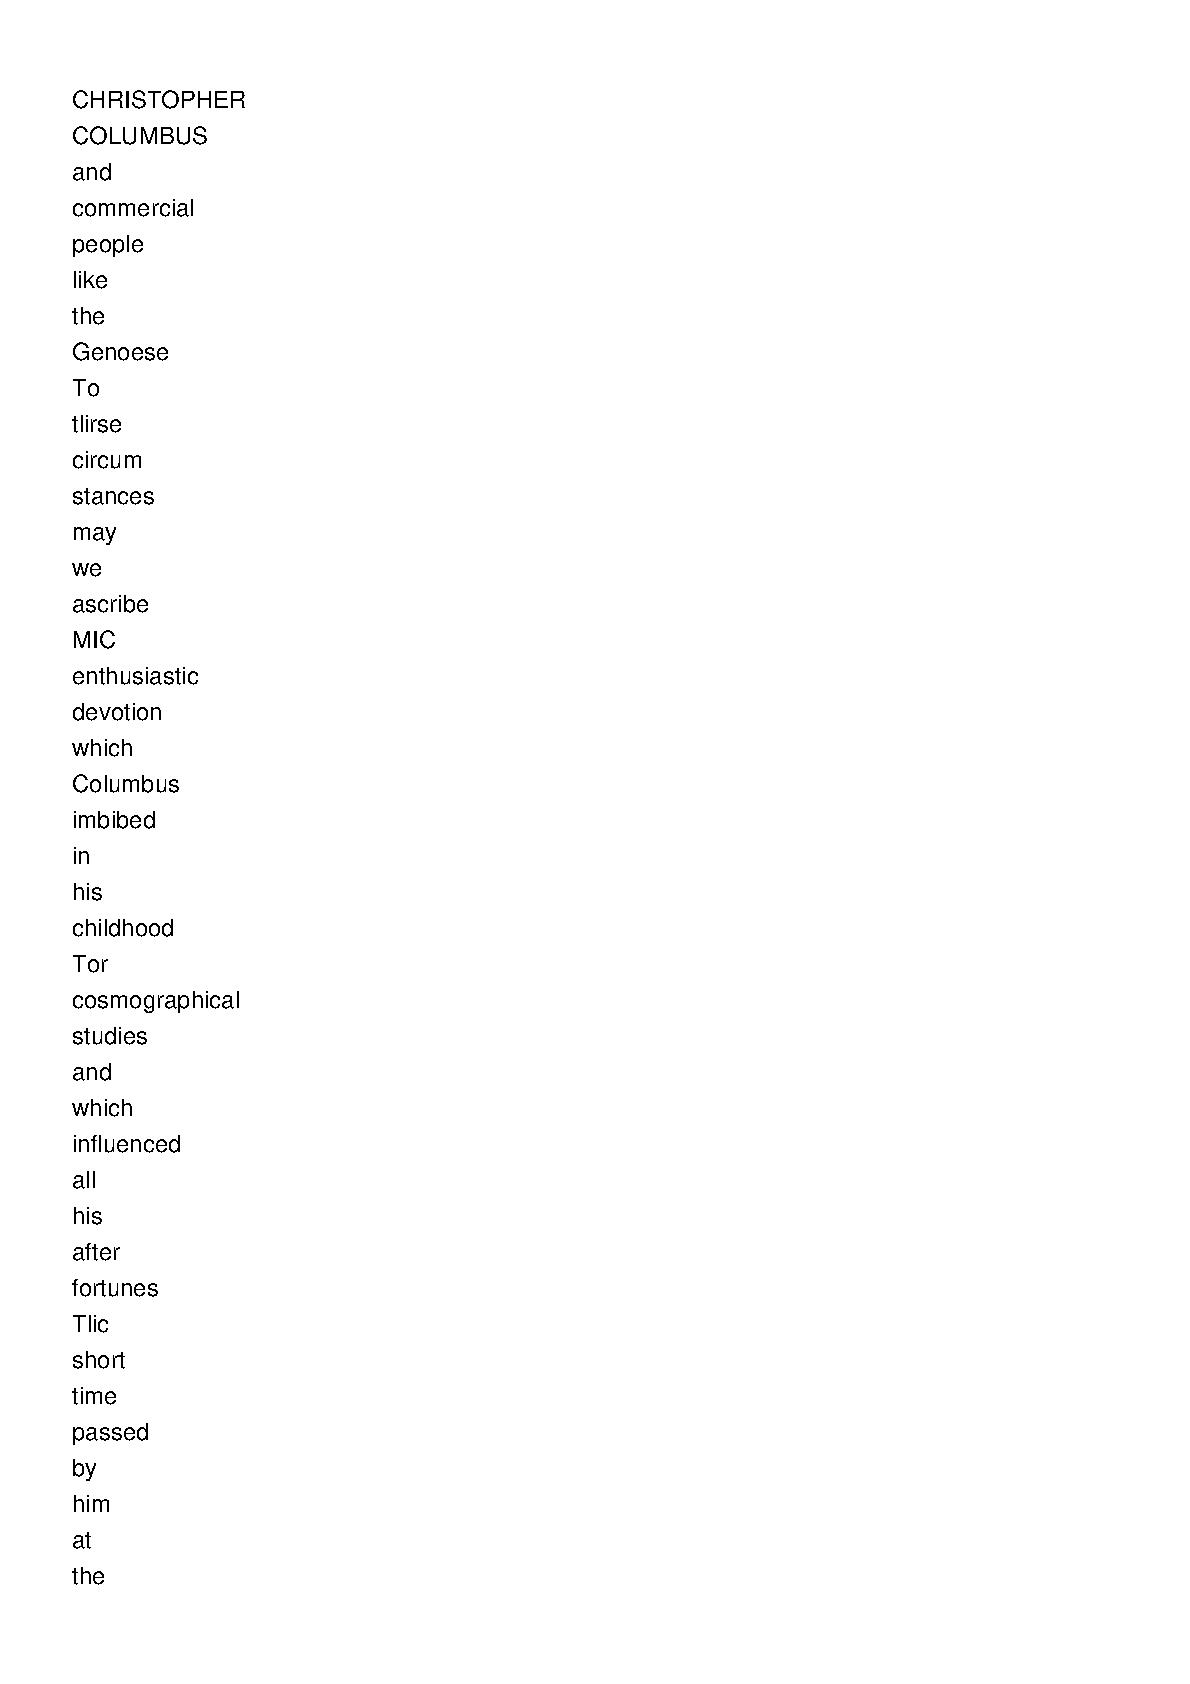 CHRISTOPHER
COLUMBUS
and
commercial
people
like
the
Genoese
To
tlirse
circum
stances
may
we
ascribe
MIC
enthusiastic
devotion
which
Columbus
imbibed
in
his
childhood
Tor
cosmographical
studies
and
which
influenced
all
his
after
fortunes
Tlic
short
time
passed
by
him
at
the